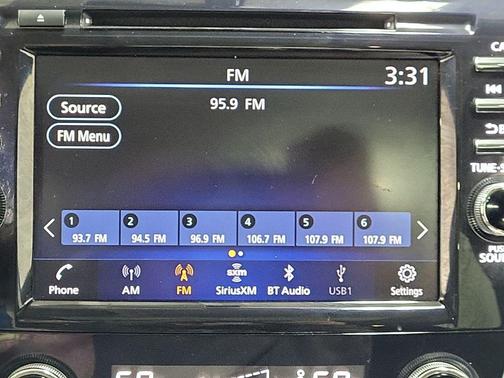 FM 3:31
Source 95.9 FM
FM Menu
1 2 3 4 5 6
93.7 FM 94.5 FM 96.9 FM 106.7 FM 107.9 FM 107.9 FM
sxm
Phone AM FM SiriusXM BT Audio USB1 Settings